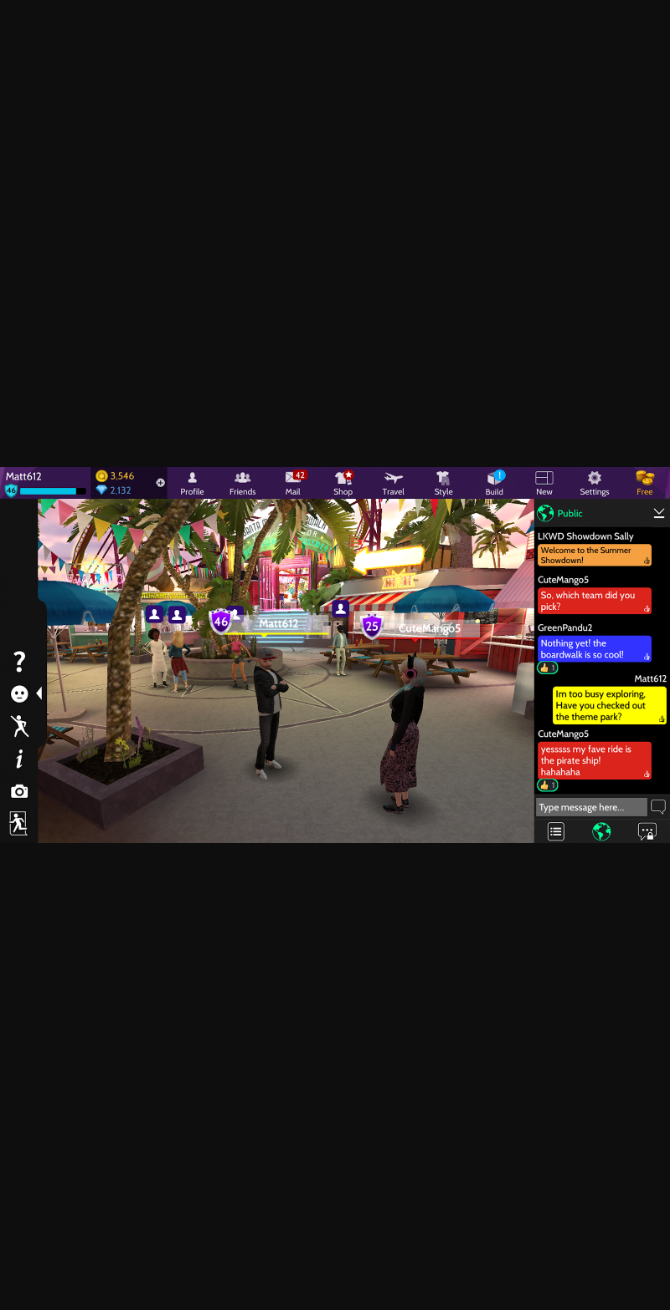 Matt612
46
3,546
2,132
Profile
Friends
42
Mail
Shop
Travel
Style
!
Build
New
Settings
Free
Public
LKWD Showdown Sally
Welcome to the Summer
Showdown!
CuteMango5
So, which team did you
pick?
GreenPandu2
Nothing yet! the
boardwalk is so cool!
1
Matt612
Im too busy exploring,
Have you checked out
the theme park?
CuteMango5
yesssss my fave ride is
the pirate ship!
hahahaha
1
Type message here...
46
Matt612
25
CuteMango5
?
i